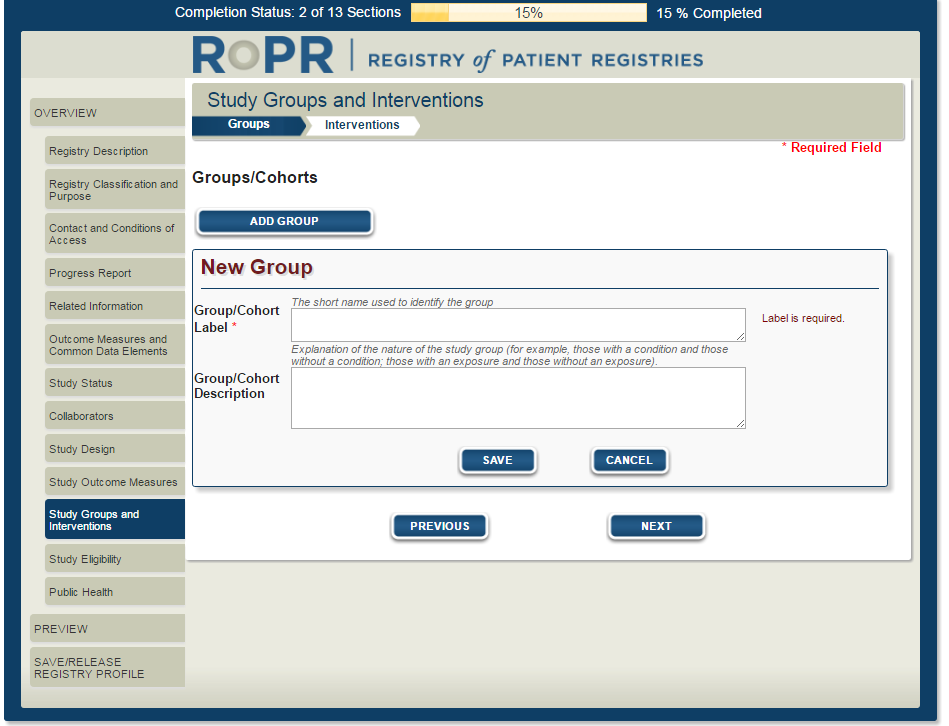 Completion Status: 2 of 13 Sections 15% 15 % Completed
RoPR | REGISTRY of PATIENT REGISTRIES
OVERVIEW
Registry Description
Registry Classification and
Purpose
Contact and Conditions of
Access
Progress Report
Related Information
Outcome Measures and
Common Data Elements
Study Status
Collaborators
Study Design
Study Outcome Measures
Study Groups and
Interventions
Study Eligibility
Public Health
PREVIEW
SAVE/RELEASE
REGISTRY PROFILE
Study Groups and Interventions
Groups Interventions
* Required Field
Groups/Cohorts
ADD GROUP
New Group
The short name used to identify the group
Group/Cohort
Label *
Label is required.
Explanation of the nature of the study group (for example, those with a condition and those
without a condition; those with an exposure and those without an exposure).
Group/Cohort
Description
SAVE CANCEL
PREVIOUS NEXT